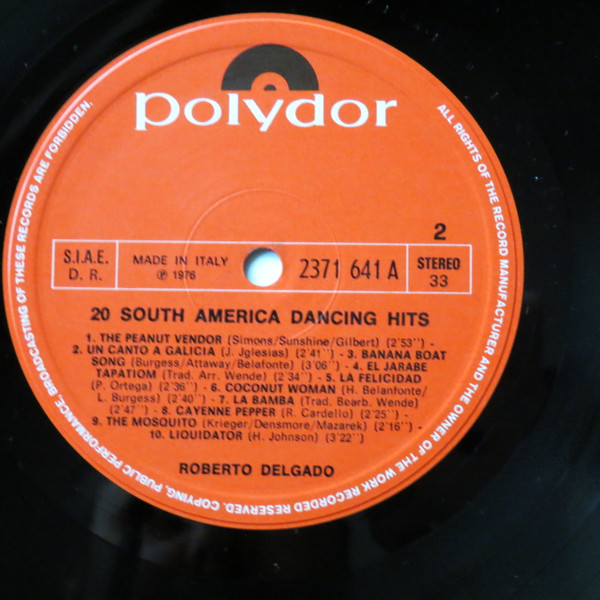 polydor
2
S.I.A.E.
D. R.
MADE IN ITALY
℗ 1976
2371 641 A
STEREO
33
20 SOUTH AMERICA DANCING HITS
1. THE PEANUT VENDOR (Simons/Sunshine/Gilbert) (2'53'') -
2. UN CANTO A GALICIA (J. Jglesias) (2'41'') - 3. BANANA BOAT
SONG (Burgess/Attaway/Belafonte) (3'06'') - 4. EL JARABE
TAPATIOM (Trad. Arr. Wende) (2'34'') - 5. LA FELICIDAD
(P. Ortega) (2'36'') - 6. COCONUT WOMAN (H. Belanfonte/
L. Burgess) (2'40'') - 7. LA BAMBA (Trad. Bearb. Wende)
(2'47'') - 8. CAYENNE PEPPER (R. Cardello) (2'25'') -
9. THE MOSQUITO (Krieger/Densmore/Mazarek) (2'16'') -
10. LIQUIDATOR (H. Johnson) (3'22'')
ROBERTO DELGADO
ALL RIGHTS OF THE RECORD MANUFACTURER AND THE OWNER OF THE WORK RECORDED RESERVED. COPYING, PUBLIC PERFORMANCE, BROADCASTING OF THESE RECORDS ARE FORBIDDEN.